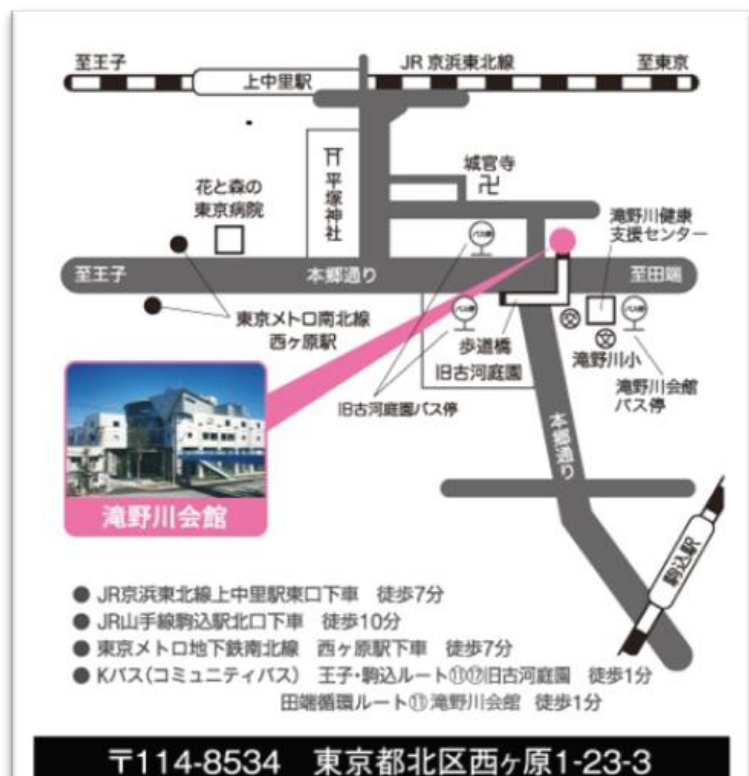 至王子
JR 京浜東北線
至東京
上中里駅
城官寺
平塚神社
花と森の
東京病院
滝野川健康
支援センター
バス停
至王子
本郷通り
至田端
東京メトロ南北線
西ヶ原駅
バス停
歩道橋
旧古河庭園
文
文
バス停
滝野川小
滝野川会館
バス停
旧古河庭園バス停
本郷通り
滝野川会館
駒込駅
● JR京浜東北線上中里駅東口下車 徒歩7分
● JR山手線駒込駅北口下車 徒歩10分
● 東京メトロ地下鉄南北線 西ヶ原駅下車 徒歩7分
● Kバス(コミュニティバス) 王子・駒込ルート⑪⑰旧古河庭園 徒歩1分
田端循環ルート⑪滝野川会館 徒歩1分
〒114-8534 東京都北区西ヶ原1-23-3